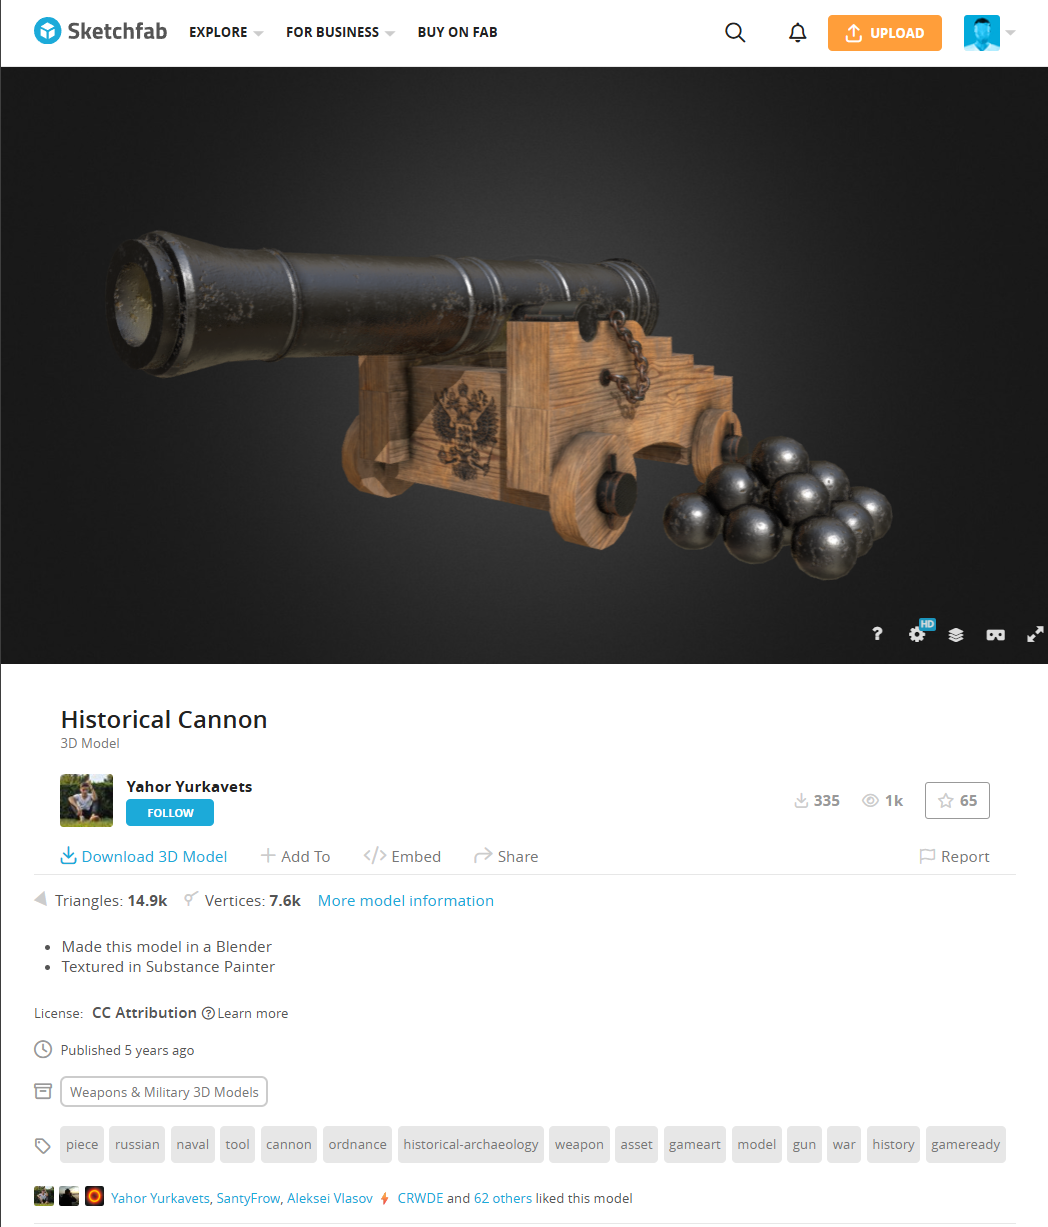 Sketchfab EXPLORE FOR BUSINESS BUY ON FAB UPLOAD
? HD
Historical Cannon
3D Model
Yahor Yurkavets
FOLLOW
335 1k 65
Download 3D Model Add To Embed Share Report
Triangles: 14.9k Vertices: 7.6k More model information
• Made this model in a Blender
• Textured in Substance Painter
License: CC Attribution ? Learn more
Published 5 years ago
Weapons & Military 3D Models
piece russian naval tool cannon ordnance historical-archaeology weapon asset gameart model gun war history gameready
Yahor Yurkavets, SantyFrow, Aleksei Vlasov CRWDE and 62 others liked this model